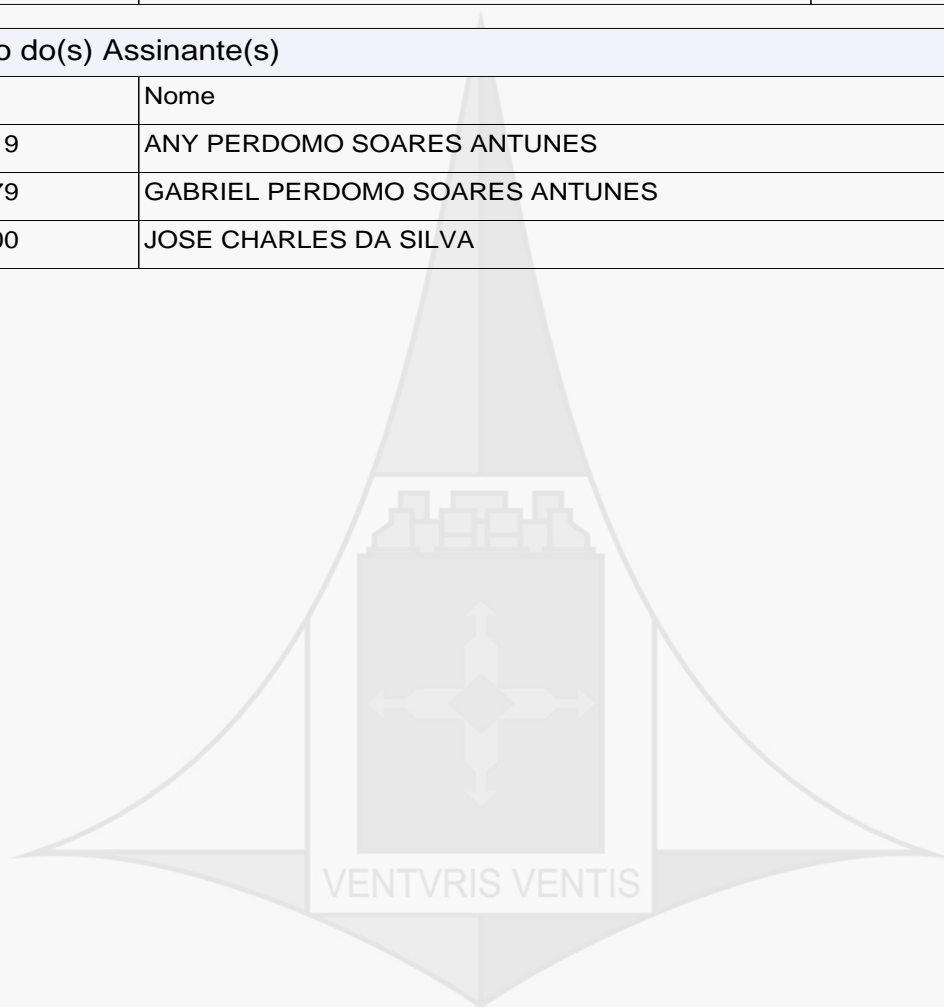 o do(s) Assinante(s)
Nome
9 ANY PERDOMO SOARES ANTUNES
79 GABRIEL PERDOMO SOARES ANTUNES
00 JOSE CHARLES DA SILVA
VENTVRIS VENTIS